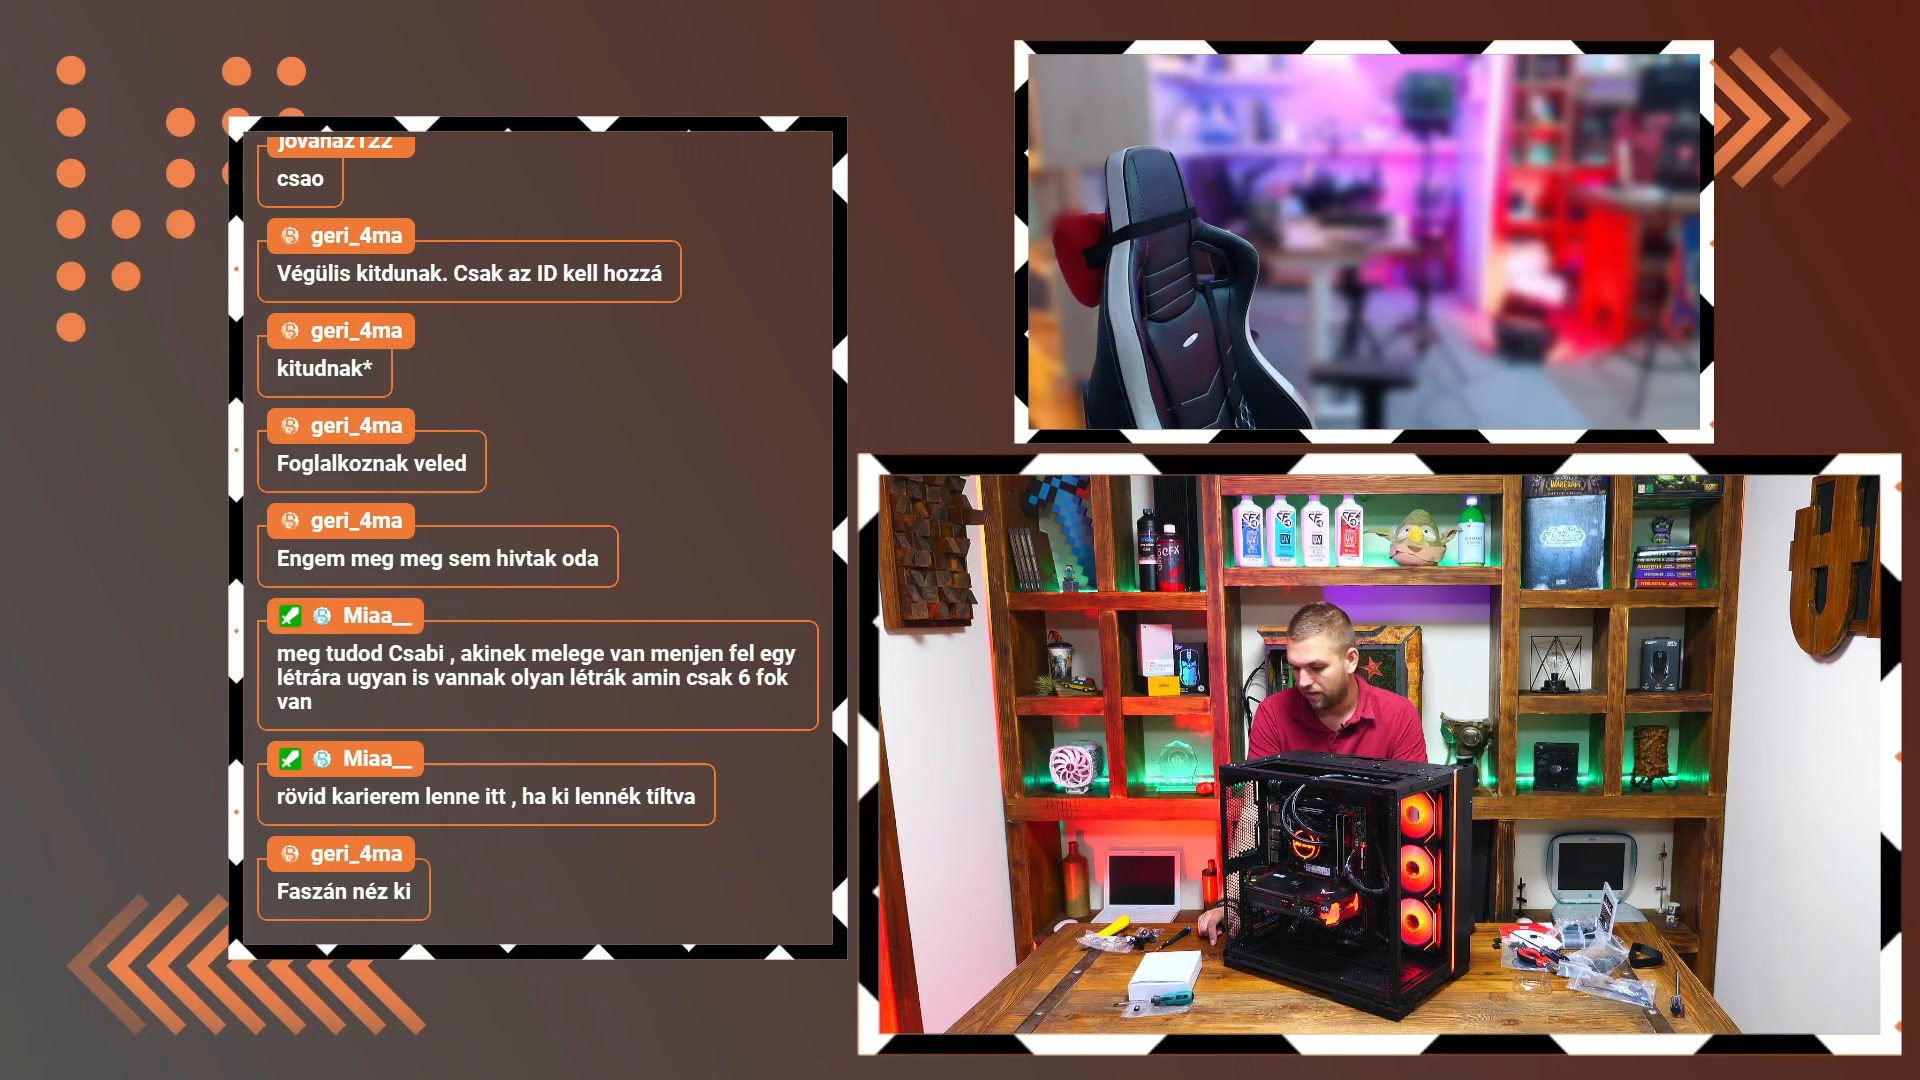 jovanaz122
csao
geri_4ma
Végülis kitdunak. Csak az ID kell hozzá
geri_4ma
kitudnak*
geri_4ma
Foglalkoznak veled
geri_4ma
Engem meg meg sem hivtak oda
Miaa__
meg tudod Csabi , akinek melege van menjen fel egy
létrára ugyan is vannak olyan létrák amin csak 6 fok
van
Miaa__
rövid karierem lenne itt , ha ki lennék tíltva
geri_4ma
Faszán néz ki